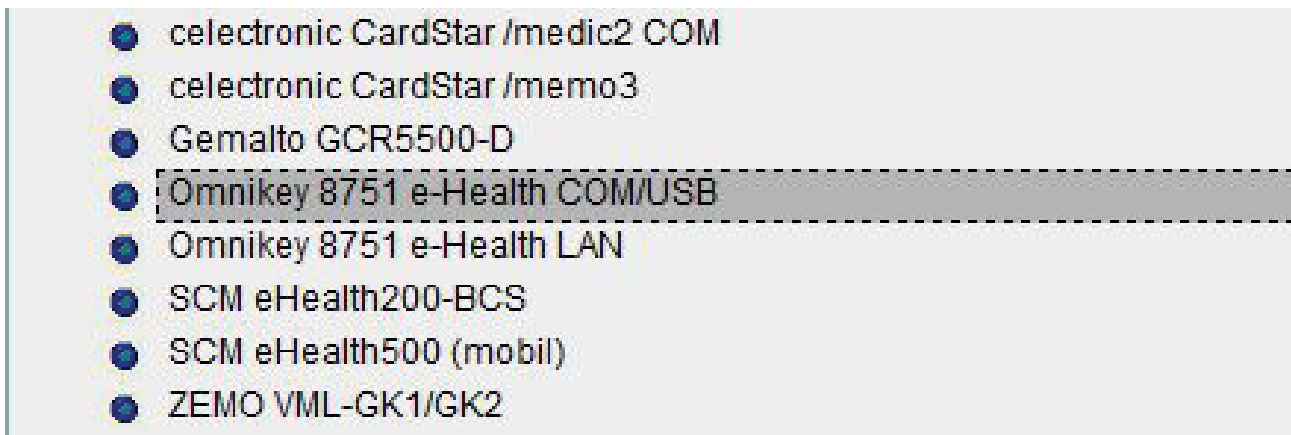 celectronic CardStar /medic2 COM
celectronic CardStar /memo3
Gemalto GCR5500-D
Omnikey 8751 e-Health COM/USB
Omnikey 8751 e-Health LAN
SCM eHealth200-BCS
SCM eHealth500 (mobil)
ZEMO VML-GK1/GK2